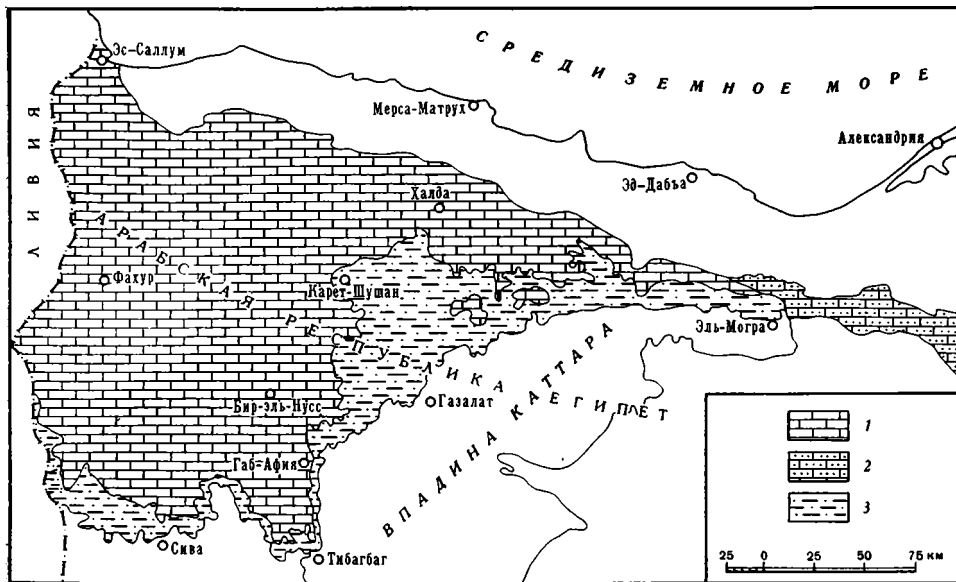 Эс-Саллум
СРЕДИЗЕМНОЕ МОРЕ
Мерса-Матрух
Александрия
Эд-Дабъа
ЛИВИЯ
Халда
АРАБСКАЯ РЕСПУБЛИКА ЕГИПЕТ
Фахур
Карет-Шушан
Эль-Могра
ВПАДИНА КАТТАРА
Бир-эль-Нусс
Газалат
Габ-Афия
Сива
Тибагбаг
1
2
3
25 0 25 50 75 км